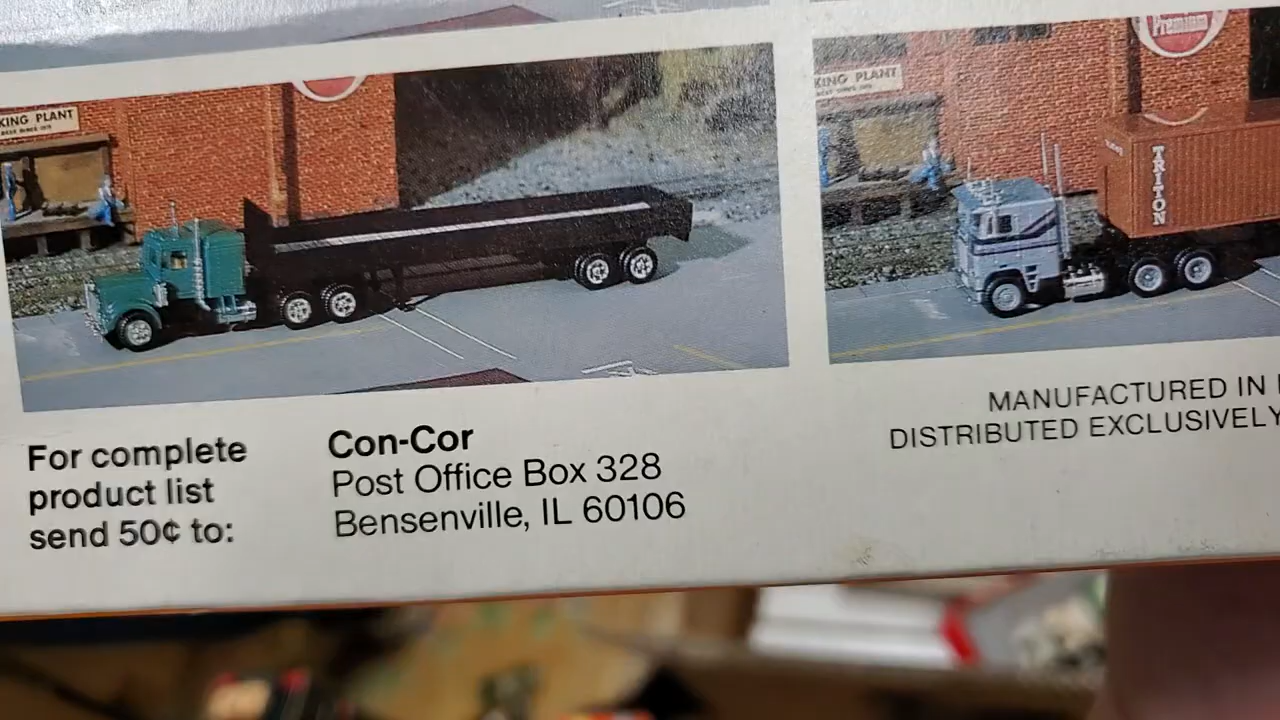 KING PLANT
KING PLANT
Premium
TRITON
For complete
product list
send 50¢ to:
Con-Cor
Post Office Box 328
Bensenville, IL 60106
MANUFACTURED IN
DISTRIBUTED EXCLUSIVELY